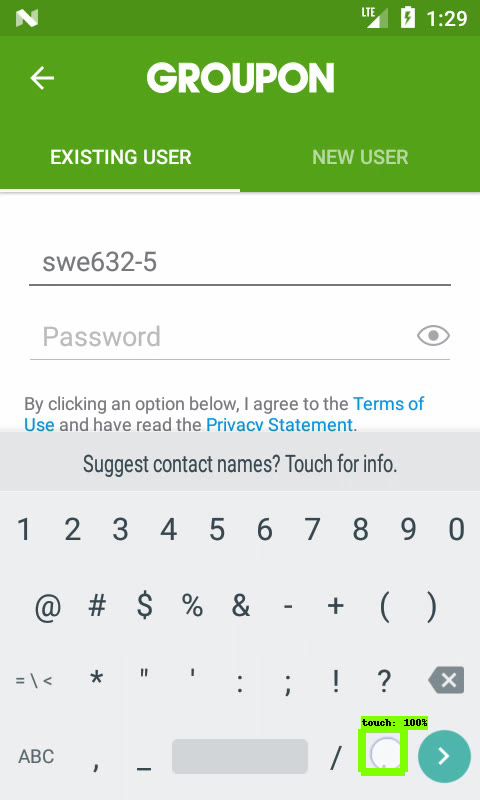 LTE 1:29
GROUPON
EXISTING USER NEW USER
swe632-5
Password
By clicking an option below, I agree to the Terms of
Use and have read the Privacy Statement.
Suggest contact names? Touch for info.
1 2 3 4 5 6 7 8 9 0
@ # $ % & - + ( )
= \ < * " ' : ; ! ?
touch: 100%
ABC , _ / .